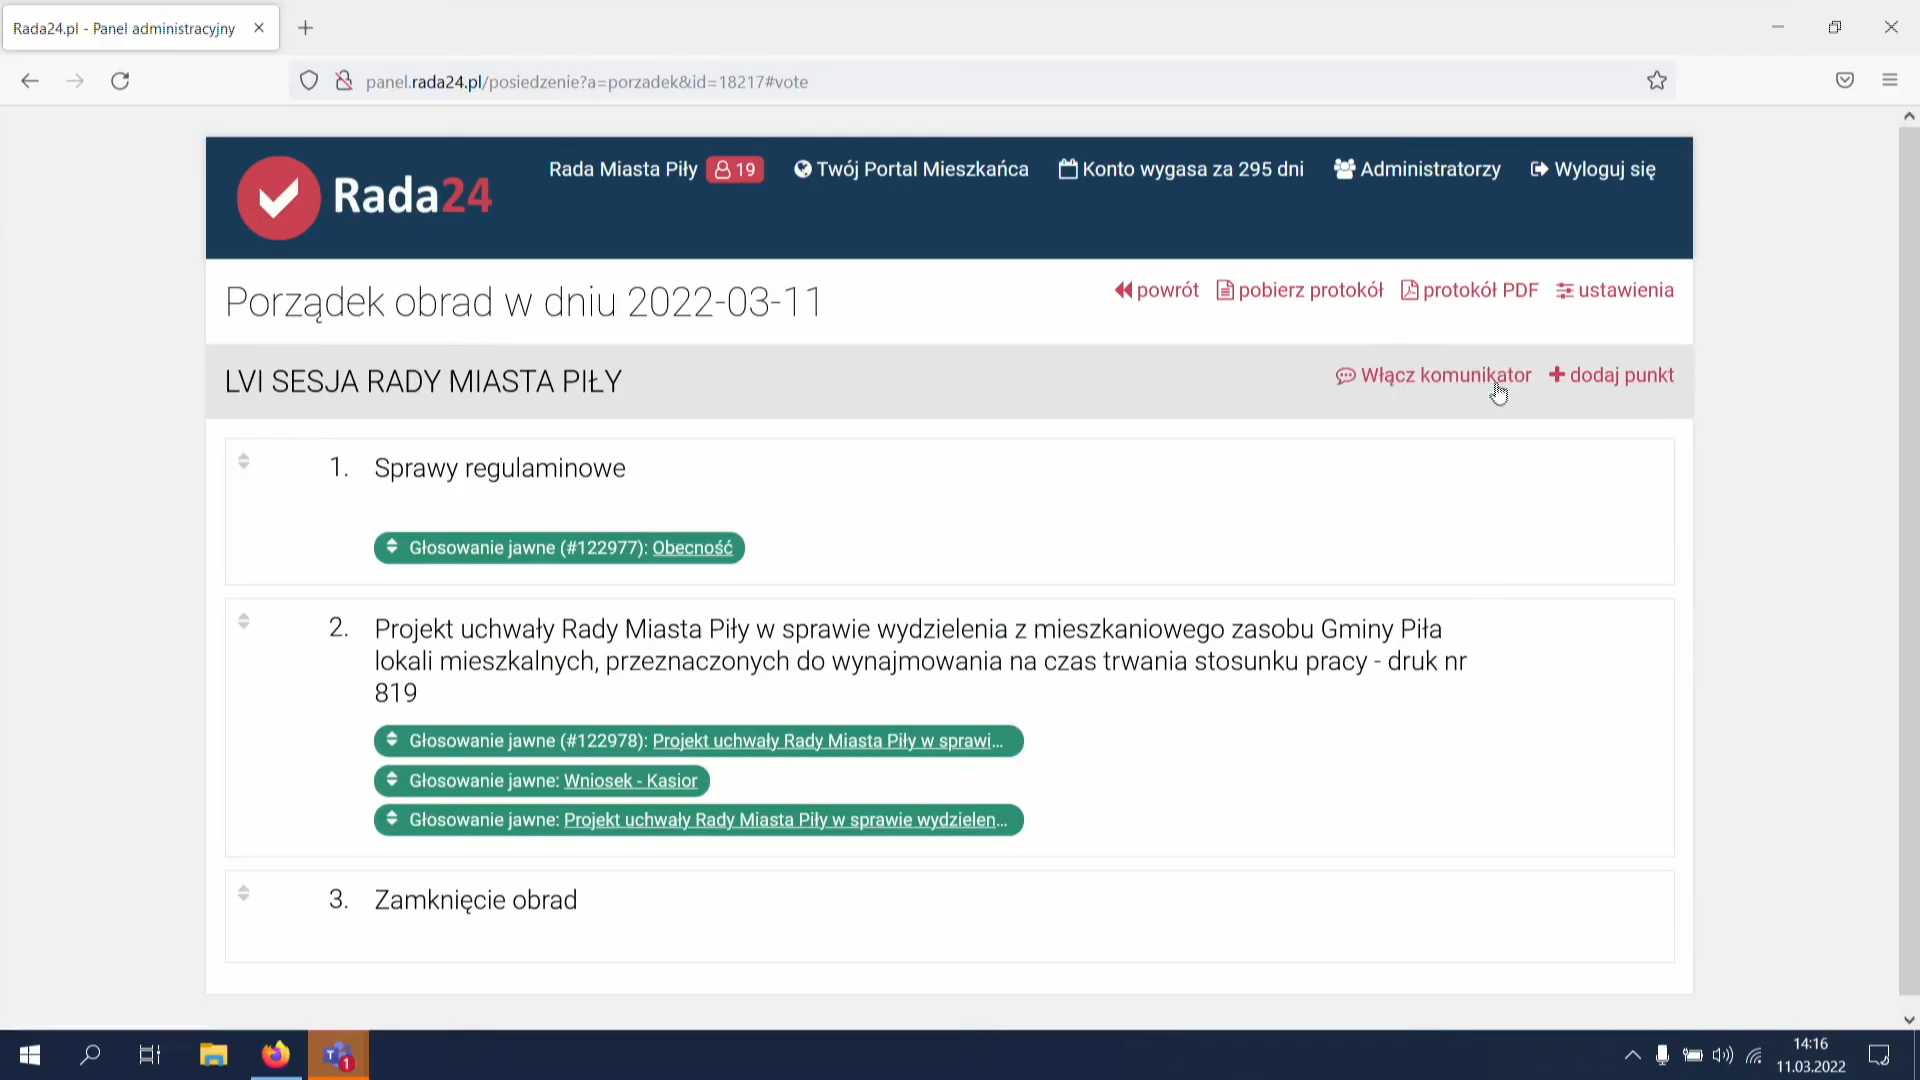 Rada24.pl - Panel administracyjny
panel.rada24.pl/posiedzenie?a=porzadek&id=18217#vote
Rada24
Rada Miasta Piły 19 Twój Portal Mieszkańca Konto wygasa za 295 dni Administratorzy Wyloguj się
Porządek obrad w dniu 2022-03-11
powrót pobierz protokół protokół PDF ustawienia
LVI SESJA RADY MIASTA PIŁY
Włącz komunikator dodaj punkt
1. Sprawy regulaminowe
Głosowanie jawne (#122977): Obecność
2. Projekt uchwały Rady Miasta Piły w sprawie wydzielenia z mieszkaniowego zasobu Gminy Piła
lokali mieszkalnych, przeznaczonych do wynajmowania na czas trwania stosunku pracy - druk nr
819
Głosowanie jawne (#122978): Projekt uchwały Rady Miasta Piły w sprawi...
Głosowanie jawne: Wniosek - Kasior
Głosowanie jawne: Projekt uchwały Rady Miasta Piły w sprawie wydzielen...
3. Zamknięcie obrad
T 1
14:16
11.03.2022